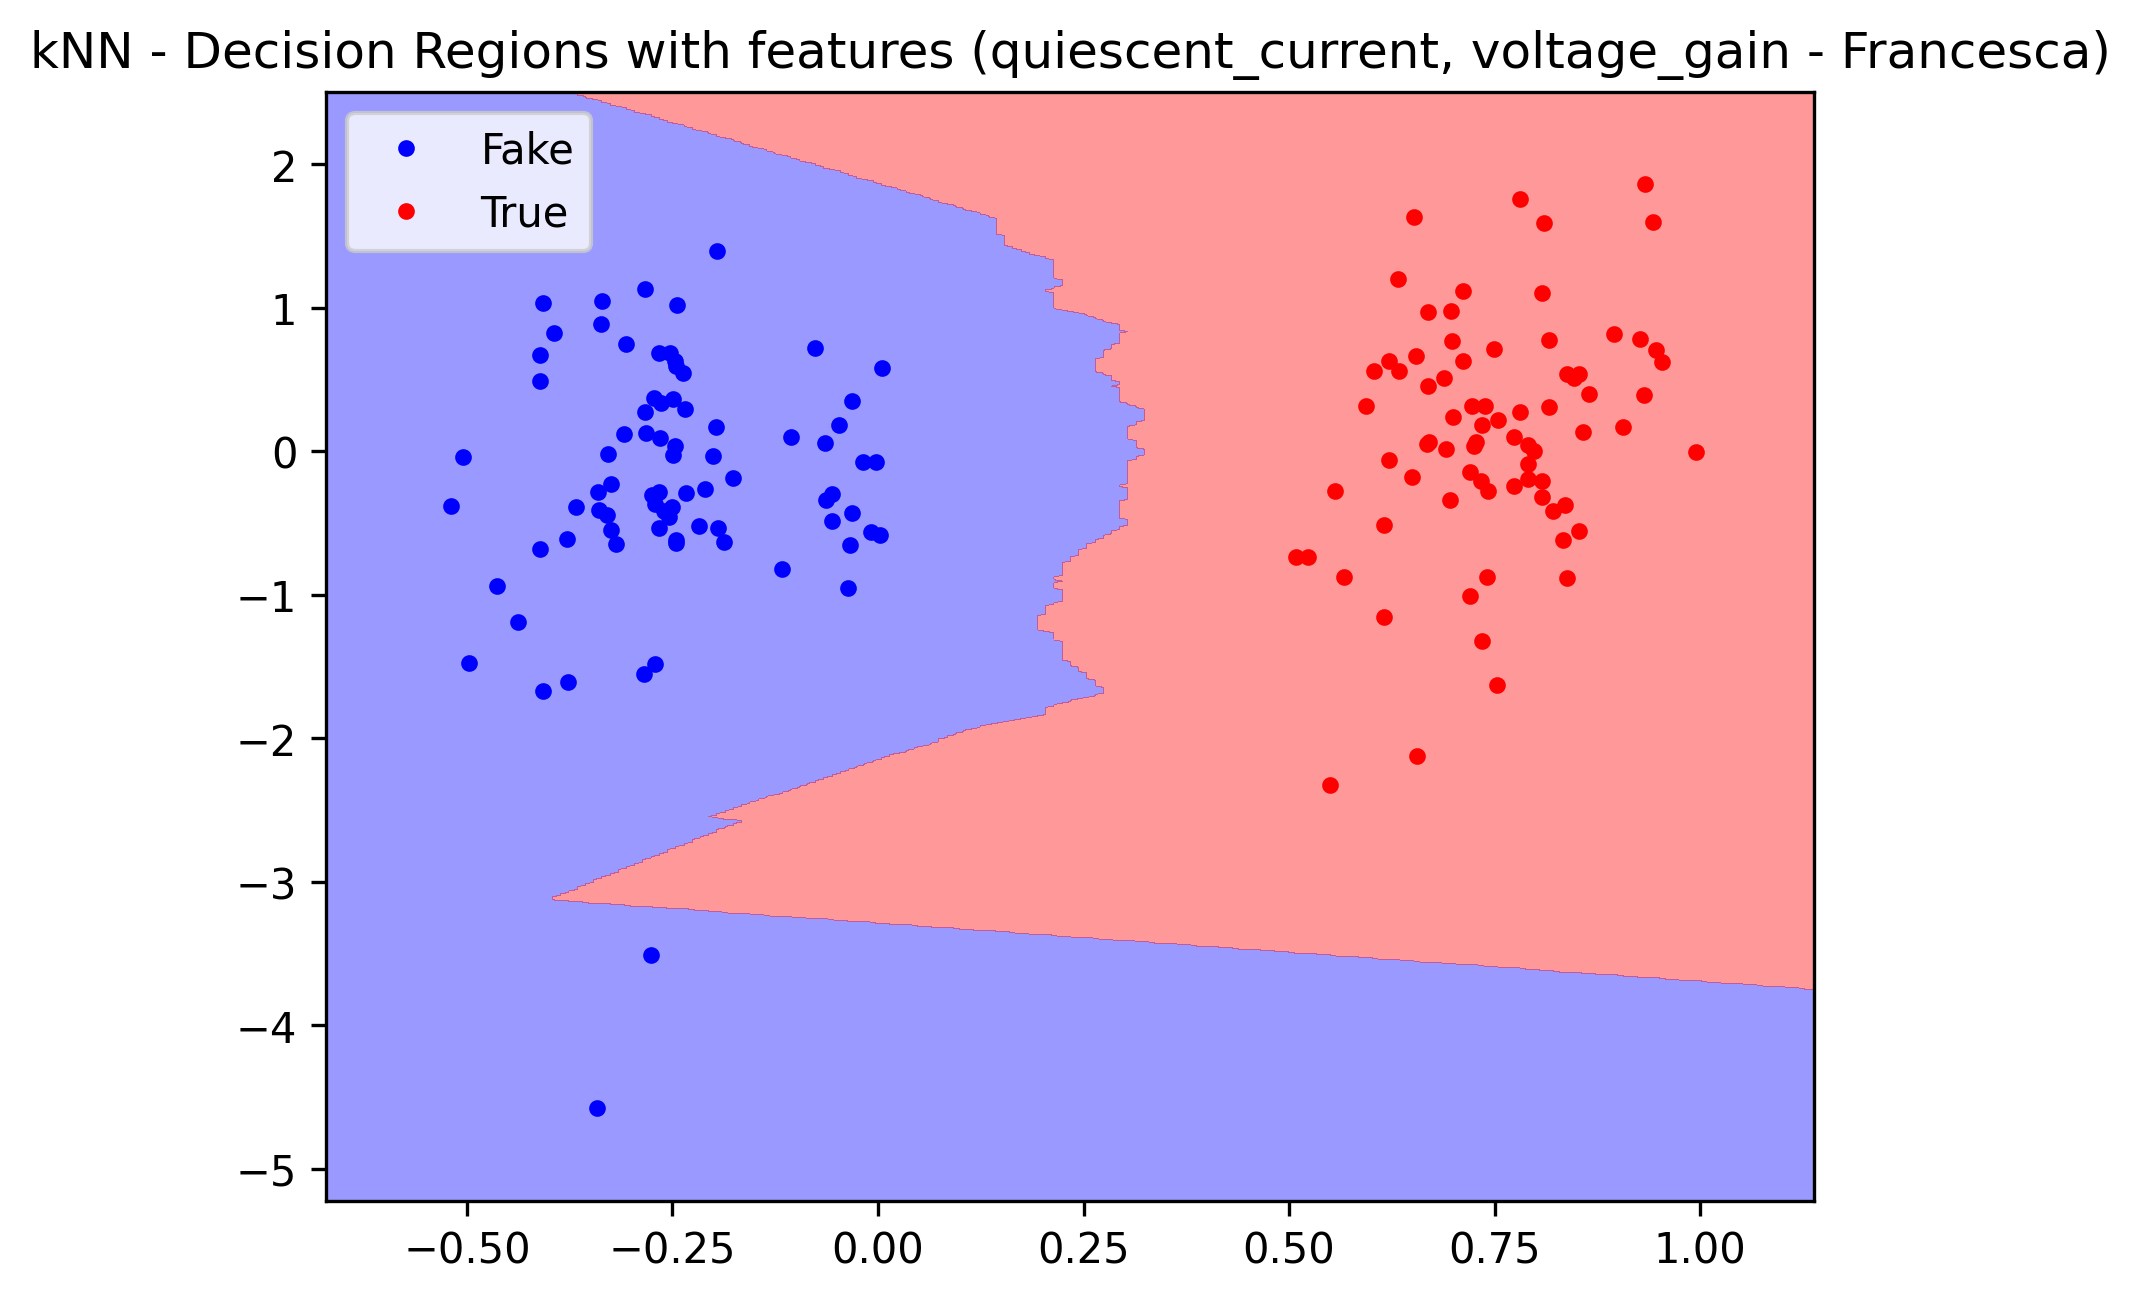 kNN - Decision Regions with features (quiescent_current, voltage_gain - Francesca)
Fake
True
2
1
0
−1
−2
−3
−4
−5
−0.50 −0.25 0.00 0.25 0.50 0.75 1.00